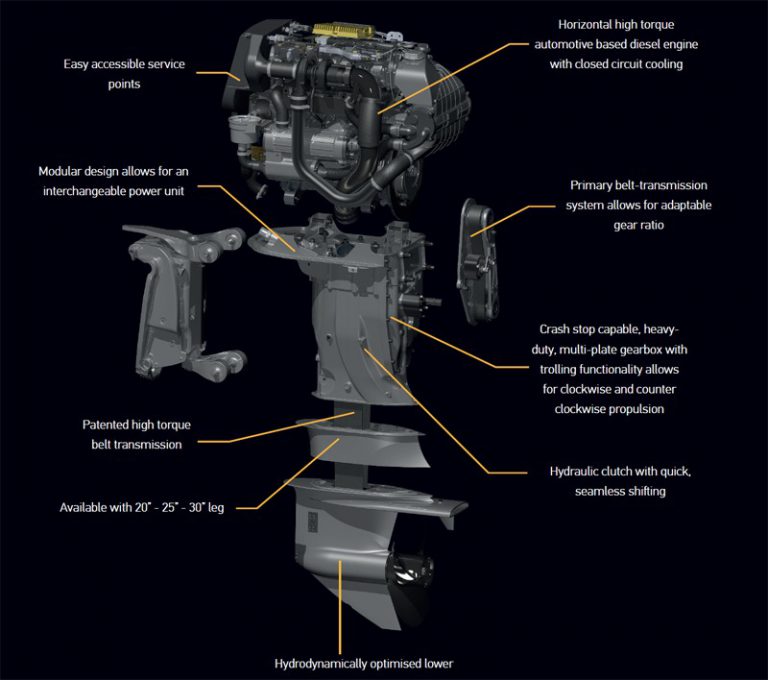 Horizontal high torque
automotive based diesel engine
with closed circuit cooling
Easy accessible service
points
Modular design allows for an
interchangeable power unit
Primary belt-transmission
system allows for adaptable
gear ratio
Crash stop capable, heavy-
duty, multi-plate gearbox with
trolling functionality allows
for clockwise and counter
clockwise propulsion
Patented high torque
belt transmission
Hydraulic clutch with quick,
seamless shifting
Available with 20” - 25” - 30” leg
Hydrodynamically optimised lower